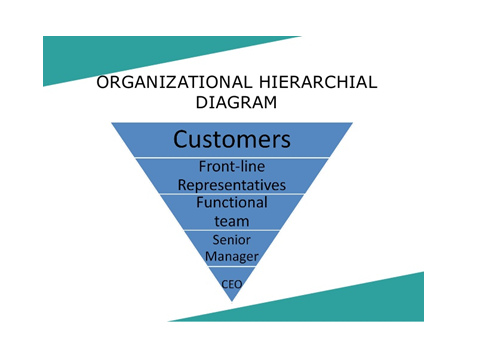 ORGANIZATIONAL HIERARCHIAL
DIAGRAM
Customers
Front-line
Representatives
Functional
team
Senior
Manager
CEO